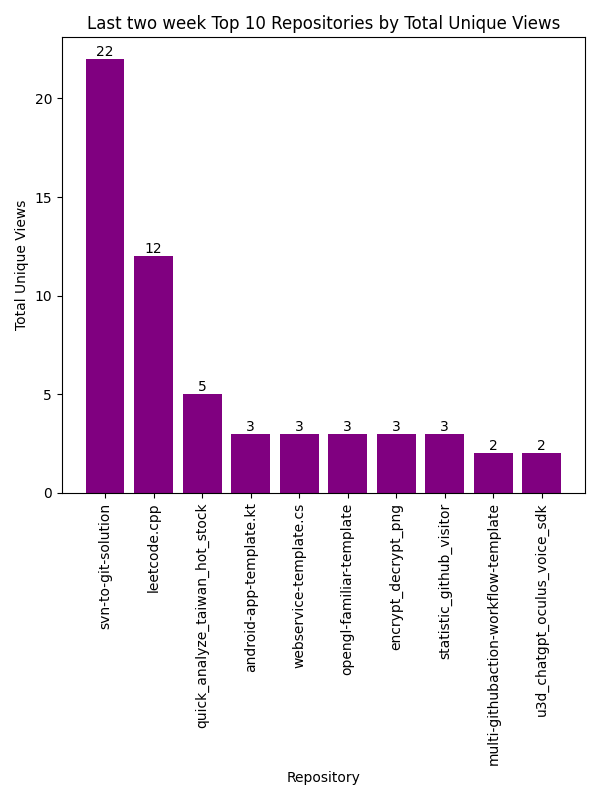 Last two week Top 10 Repositories by Total Unique Views
Total Unique Views
20
15
10
5
0
22
12
5
3
3
3
3
3
2
2
svn-to-git-solution
leetcode.cpp
quick_analyze_taiwan_hot_stock
android-app-template.kt
webservice-template.cs
opengl-familiar-template
encrypt_decrypt_png
statistic_github_visitor
multi-githubaction-workflow-template
u3d_chatgpt_oculus_voice_sdk
Repository